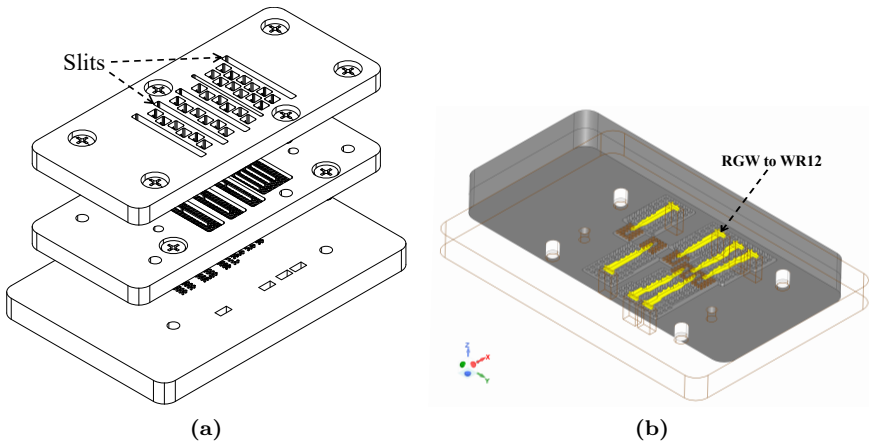 Slits
RGW to WR12
Z
X
Y
(a)
(b)